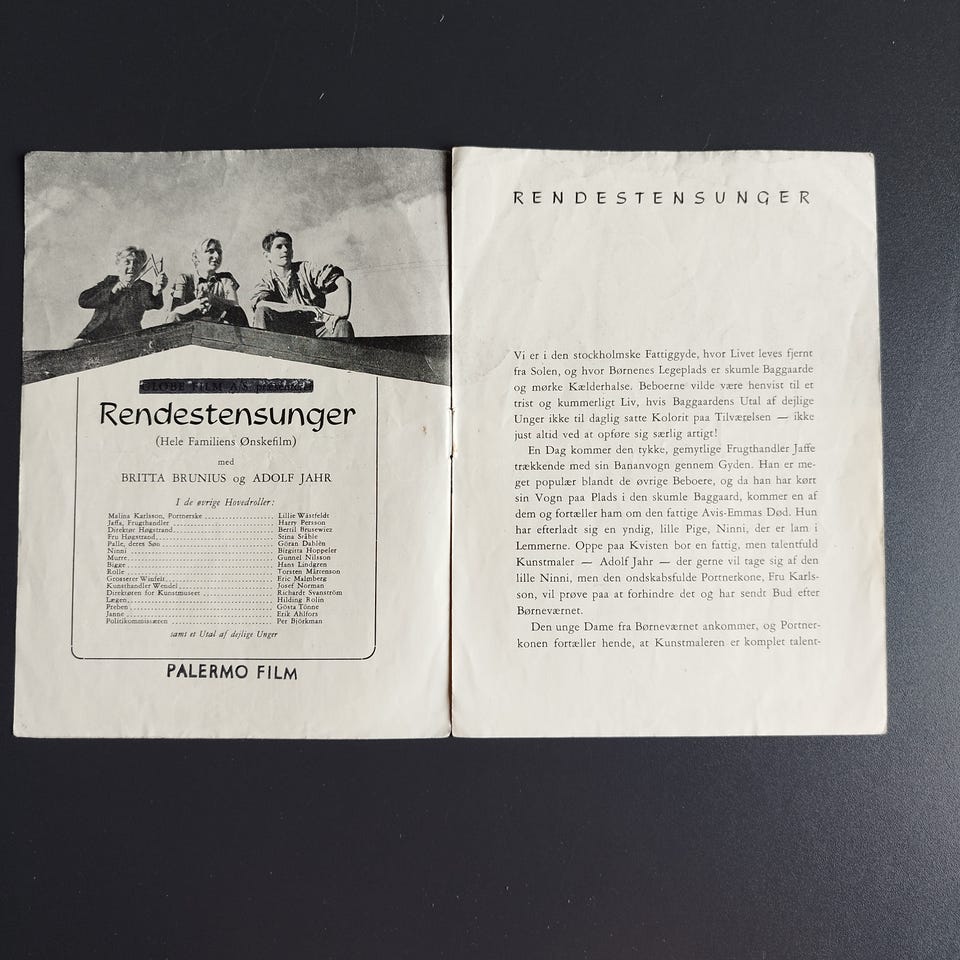 GLOBE FILM A/S præsenterer
Rendestensunger
(Hele Familiens Ønskefilm)
med
BRITTA BRUNIUS og ADOLF JAHR
I de øvrige Hovedroller:
Malina Karlsson, Portnerske ........ Lillie Wästfeldt
Jaffa, Frugthandler ........ Harry Persson
Direktør Høgstrand ........ Bertil Brusewiez
Fru Høgstrand ........ Stina Ståhle
Palle, deres Søn ........ Göran Dahlén
Ninni ........ Birgitta Hoppeler
Murre ........ Gunnel Nilsson
Bigge ........ Hans Lindgren
Rolle ........ Torsten Mårtenson
Grosserer Winfelt ........ Eric Malmberg
Kunsthandler Wendel ........ Josef Norman
Direktøren for Kunstmuseet ........ Richardt Svanström
Lægen ........ Hilding Rolin
Preben ........ Gösta Tönne
Janne ........ Erik Ahlfors
Politikommissæren ........ Per Björkman
samt et Utal af dejlige Unger
PALERMO FILM
RENDESTENSUNGER
Vi er i den stockholmske Fattiggyde, hvor Livet leves fjernt
fra Solen, og hvor Børnenes Legeplads er skumle Baggaarde
og mørke Kælderhalse. Beboerne vilde være henvist til et
trist og kummerligt Liv, hvis Baggaardens Utal af dejlige
Unger ikke til daglig satte Kolorit paa Tilværelsen — ikke
just altid ved at opføre sig særlig artigt!
En Dag kommer den tykke, gemytlige Frugthandler Jaffe
trækkende med sin Bananvogn gennem Gyden. Han er me-
get populær blandt de øvrige Beboere, og da han har kørt
sin Vogn paa Plads i den skumle Baggaard, kommer en af
dem og fortæller ham om den fattige Avis-Emmas Død. Hun
har efterladt sig en yndig, lille Pige, Ninni, der er lam i
Lemmerne. Oppe paa Kvisten bor en fattig, men talentfuld
Kunstmaler — Adolf Jahr — der gerne vil tage sig af den
lille Ninni, men den ondskabsfulde Portnerkone, Fru Karls-
son, vil prøve paa at forhindre det og har sendt Bud efter
Børneværnet.
Den unge Dame fra Børneværnet ankommer, og Portner-
konen fortæller hende, at Kunstmaleren er komplet talent-